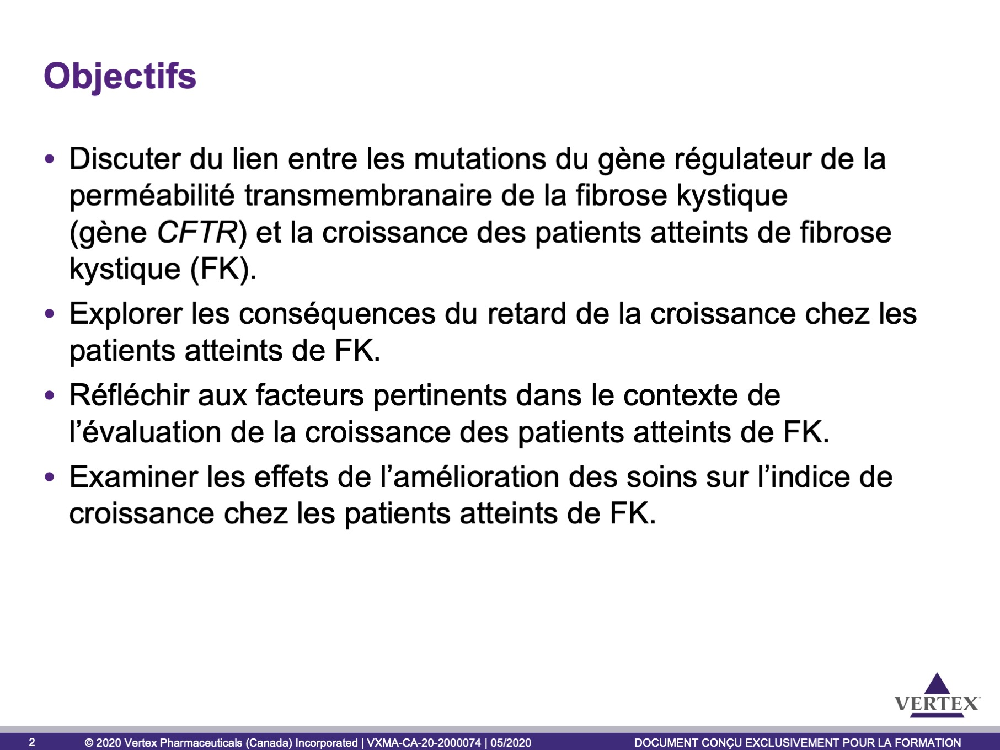 Objectifs
• Discuter du lien entre les mutations du gène régulateur de la
perméabilité transmembranaire de la fibrose kystique
(gène CFTR) et la croissance des patients atteints de fibrose
kystique (FK).
• Explorer les conséquences du retard de la croissance chez les
patients atteints de FK.
• Réfléchir aux facteurs pertinents dans le contexte de
l’évaluation de la croissance des patients atteints de FK.
• Examiner les effets de l’amélioration des soins sur l’indice de
croissance chez les patients atteints de FK.
VERTEX
2 © 2020 Vertex Pharmaceuticals (Canada) Incorporated | VXMA-CA-20-2000074 | 05/2020 DOCUMENT CONÇU EXCLUSIVEMENT POUR LA FORMATION